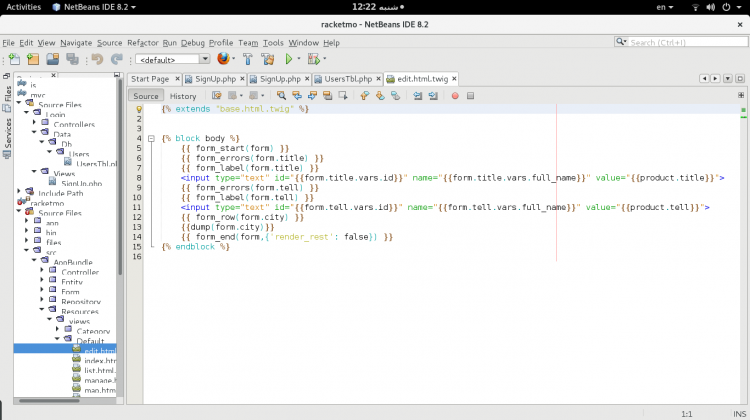 Activities NetBeans IDE 8.2 شنبه 12:22 en
racketmo - NetBeans IDE 8.2
File Edit View Navigate Source Refactor Run Debug Profile Team Tools Window Help Search (Ctrl+I)
<default>
Start Page SignUp.php SignUp.php UsersTbl.php edit.html.twig
Source History
Files
Services
js
mvc
Source Files
Login
Controllers
Data
Db
Users
UsersTbl.php
Views
SignUp.php
Include Path
racketmo
Source Files
app
bin
files
src
AppBundle
Controller
Entity
Form
Repository
Resources
views
Category
Default
edit.html
index.htm
list.html.
manage.h
map.html
1 {% extends "base.html.twig" %}
2
3
4 {% block body %}
5 {{ form_start(form) }}
6 {{ form_errors(form.title) }}
7 {{ form_label(form.title) }}
8 <input type="text" id="{{form.title.vars.id}}" name="{{form.title.vars.full_name}}" value="{{product.title}}">
9 {{ form_errors(form.tell) }}
10 {{ form_label(form.tell) }}
11 <input type="text" id="{{form.tell.vars.id}}" name="{{form.tell.vars.full_name}}" value="{{product.tell}}">
12 {{ form_row(form.city) }}
13 {{dump(form.city)}}
14 {{ form_end(form,{'render_rest': false}) }}
15 {% endblock %}
16
1:1 INS